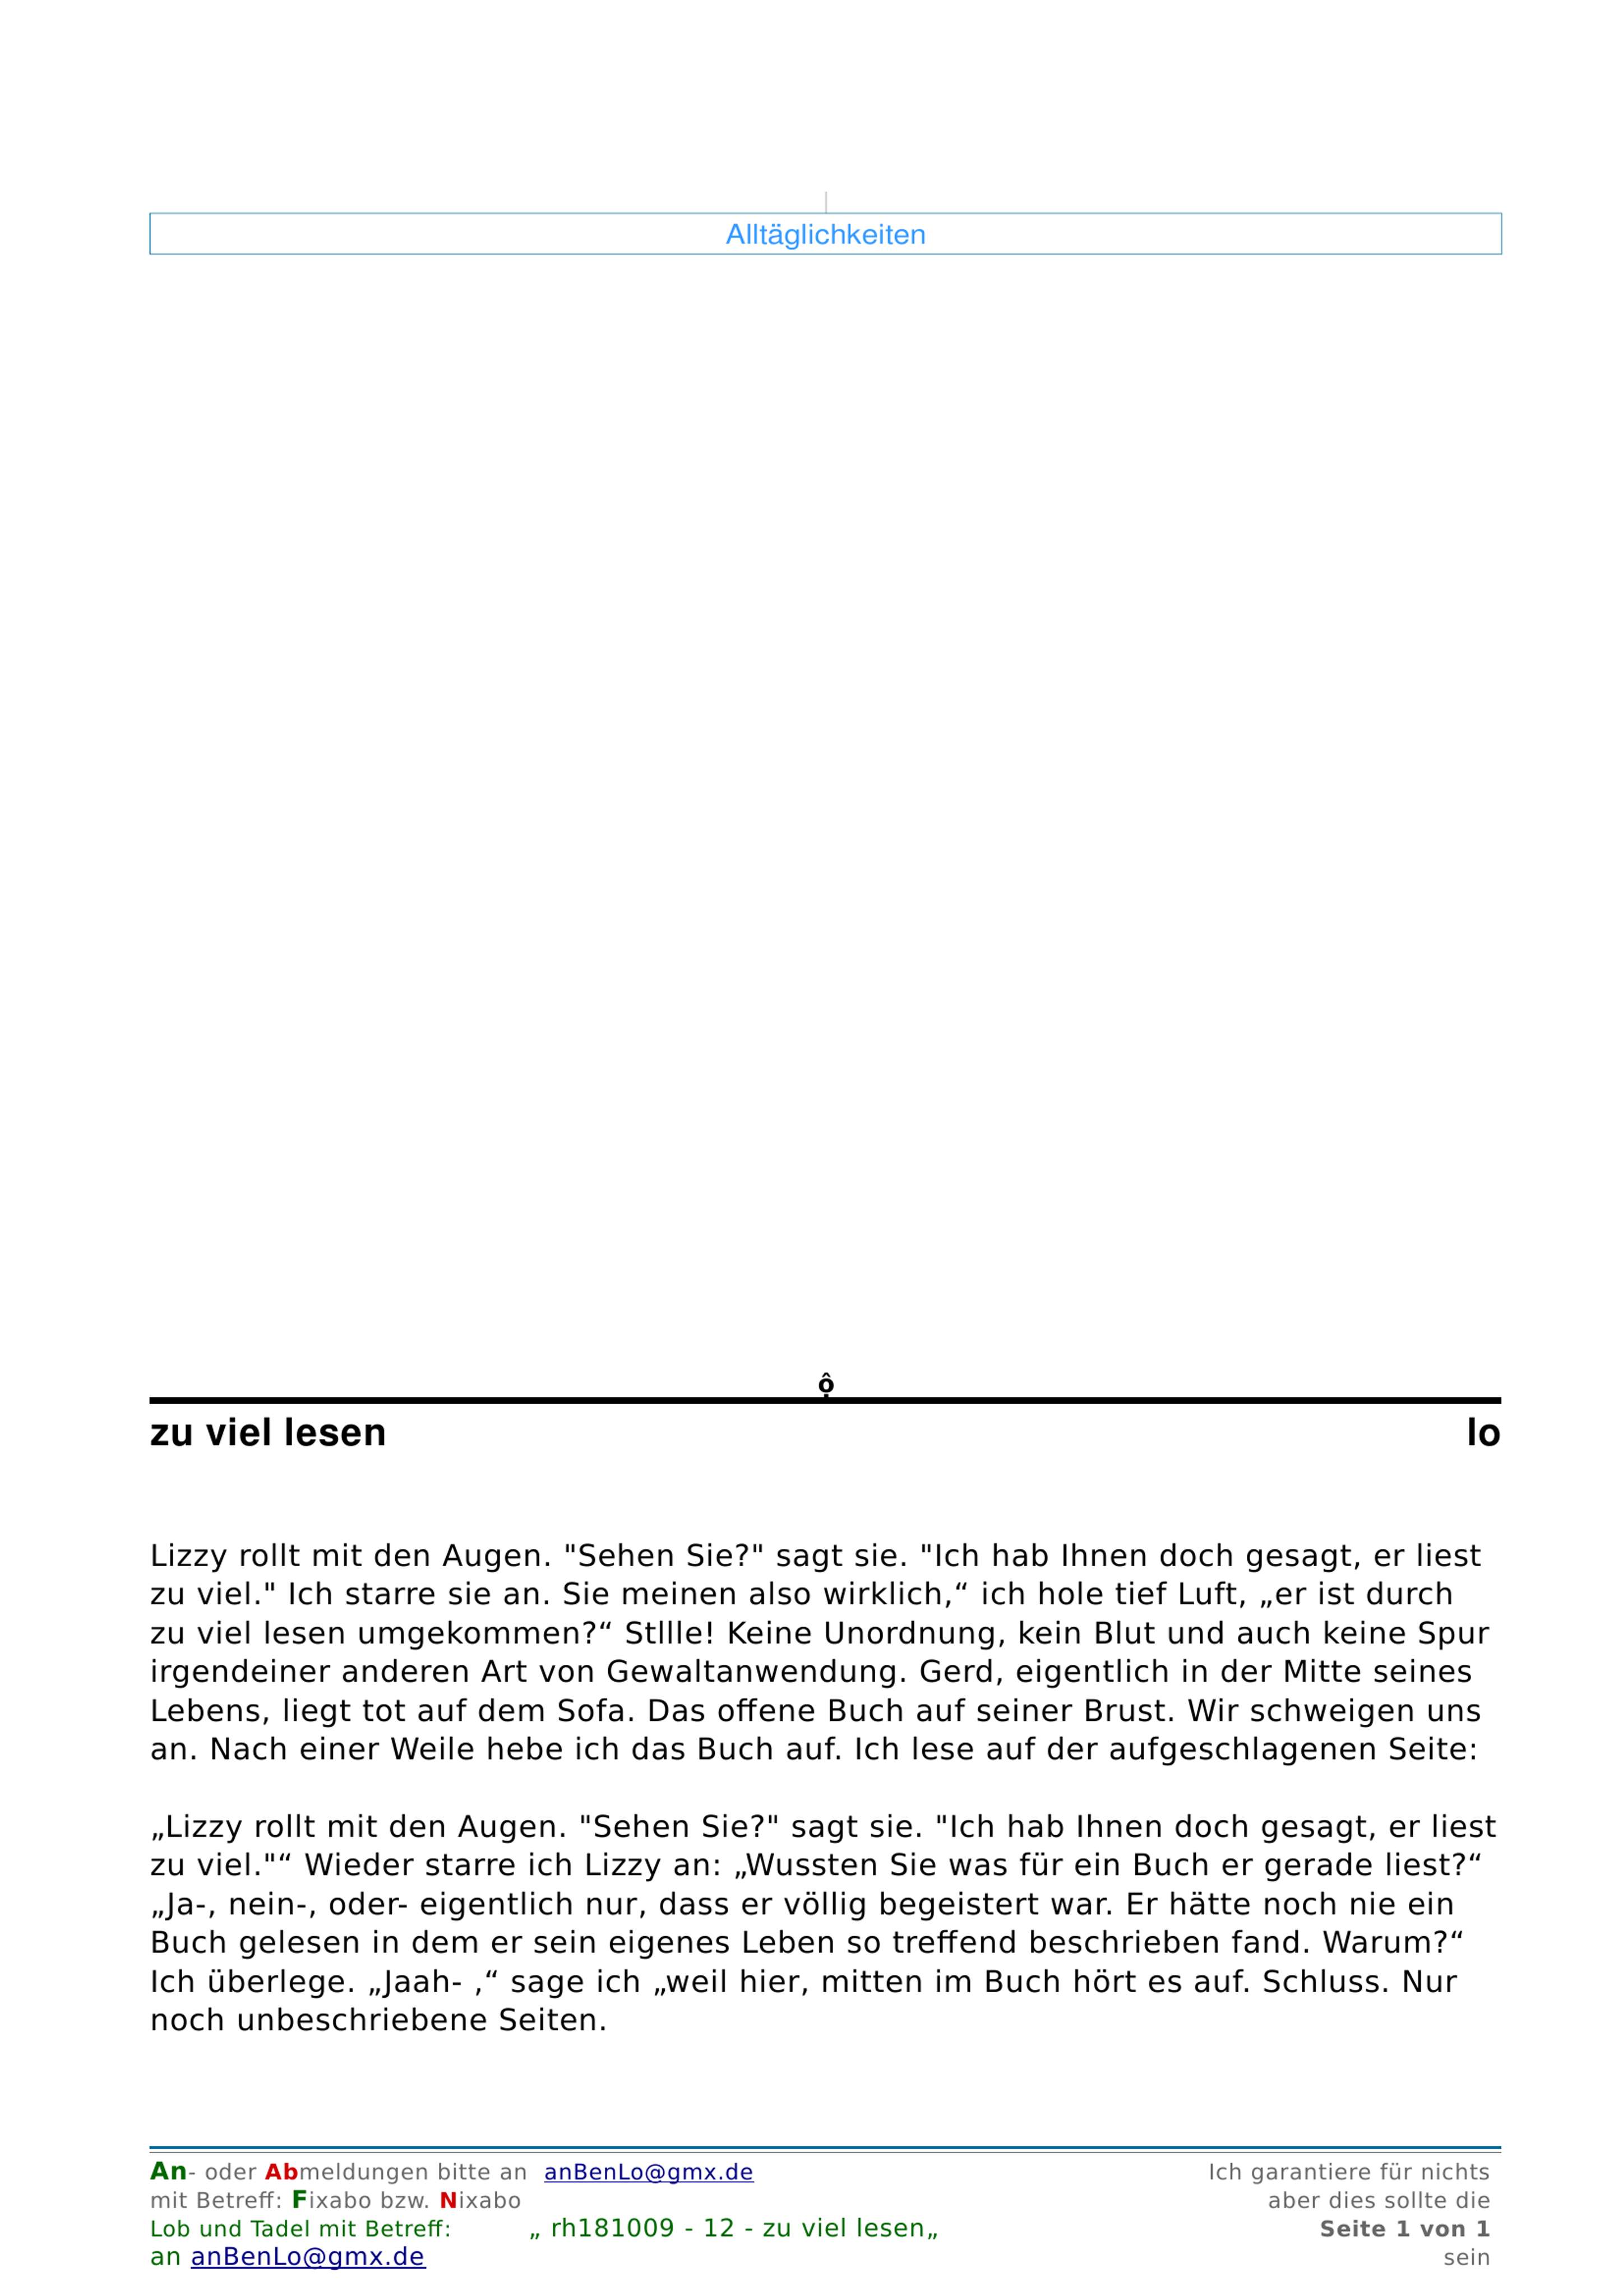 Alltäglichkeiten
ộ
zu viel lesen lo
Lizzy rollt mit den Augen. "Sehen Sie?" sagt sie. "Ich hab Ihnen doch gesagt, er liest
zu viel." Ich starre sie an. Sie meinen also wirklich,“ ich hole tief Luft, „er ist durch
zu viel lesen umgekommen?“ Stllle! Keine Unordnung, kein Blut und auch keine Spur
irgendeiner anderen Art von Gewaltanwendung. Gerd, eigentlich in der Mitte seines
Lebens, liegt tot auf dem Sofa. Das offene Buch auf seiner Brust. Wir schweigen uns
an. Nach einer Weile hebe ich das Buch auf. Ich lese auf der aufgeschlagenen Seite:
„Lizzy rollt mit den Augen. "Sehen Sie?" sagt sie. "Ich hab Ihnen doch gesagt, er liest
zu viel."“ Wieder starre ich Lizzy an: „Wussten Sie was für ein Buch er gerade liest?“
„Ja-, nein-, oder- eigentlich nur, dass er völlig begeistert war. Er hätte noch nie ein
Buch gelesen in dem er sein eigenes Leben so treffend beschrieben fand. Warum?“
Ich überlege. „Jaah- ,“ sage ich „weil hier, mitten im Buch hört es auf. Schluss. Nur
noch unbeschriebene Seiten.
An- oder Abmeldungen bitte an anBenLo@gmx.de Ich garantiere für nichts
mit Betreff: Fixabo bzw. Nixabo aber dies sollte die
Lob und Tadel mit Betreff: „ rh181009 - 12 - zu viel lesen„ Seite 1 von 1
an anBenLo@gmx.de sein